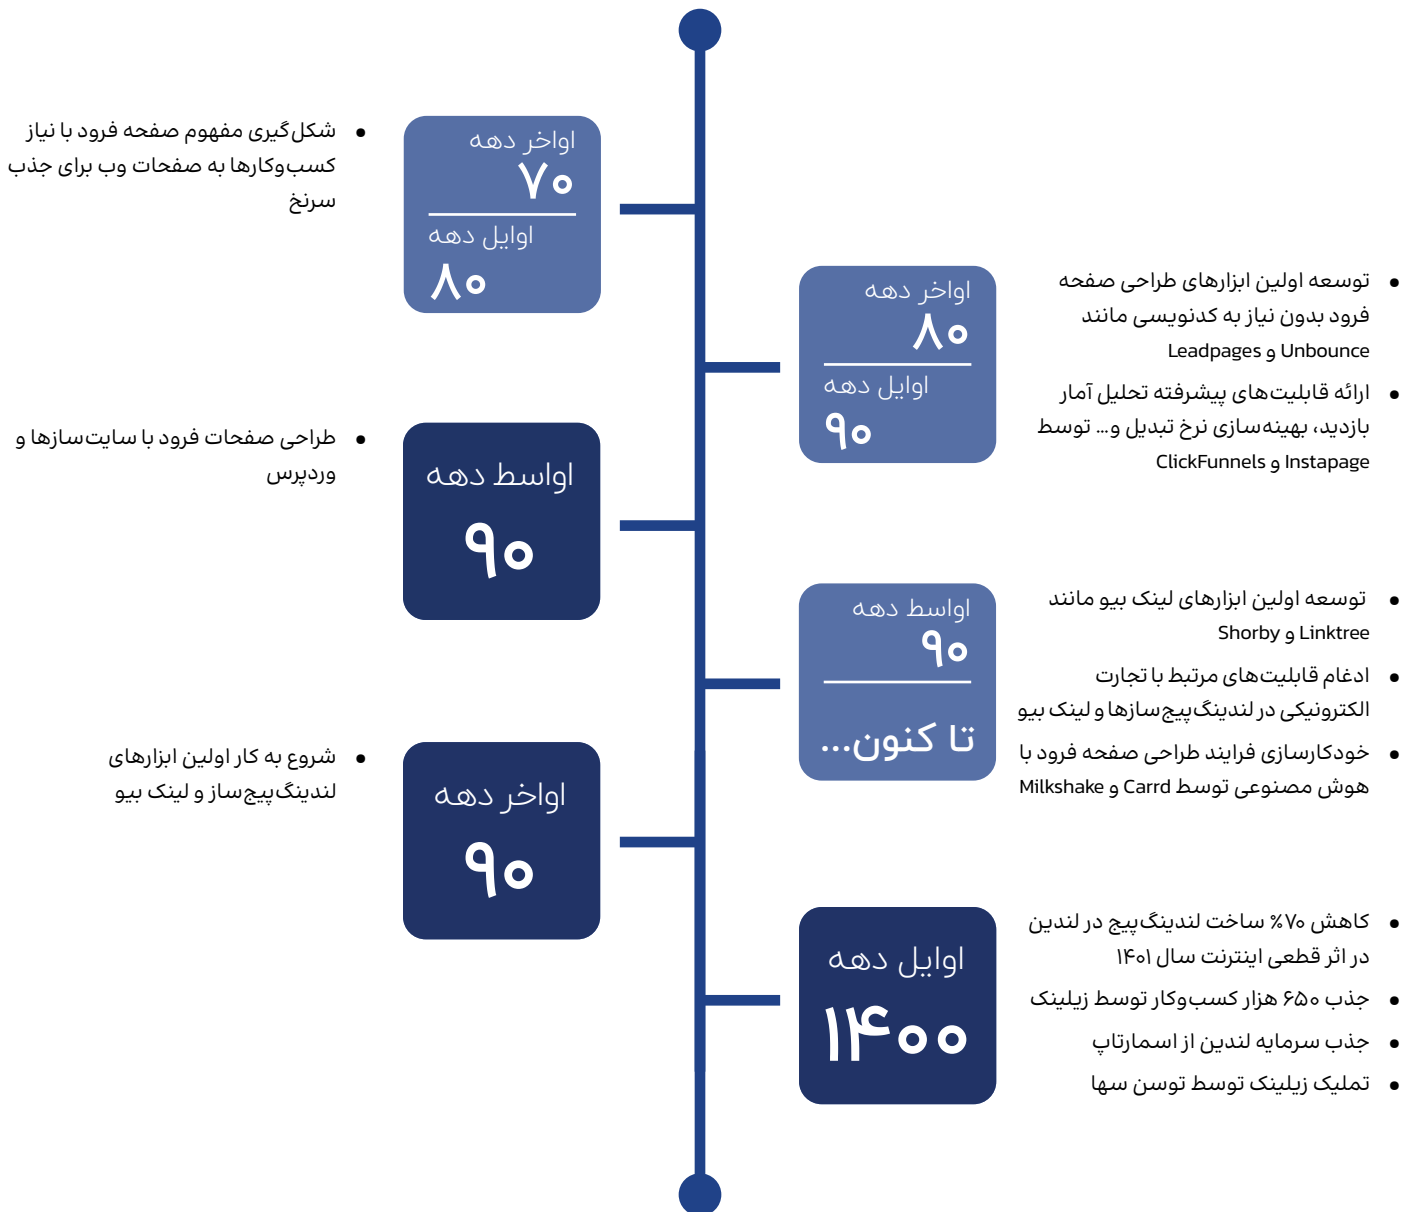 اواخر دهه
۷۰
اوایل دهه
۸۰
• شکل‌گیری مفهوم صفحه فرود با نیاز
کسب‌وکارها به صفحات وب برای جذب
سرنخ
اواخر دهه
۸۰
اوایل دهه
۹۰
• توسعه اولین ابزارهای طراحی صفحه
فرود بدون نیاز به کدنویسی مانند
Unbounce و Leadpages
• ارائه قابلیت‌های پیشرفته تحلیل آمار
بازدید، بهینه‌سازی نرخ تبدیل و... توسط
Instapage و ClickFunnels
اواسط دهه
۹۰
• طراحی صفحات فرود با سایت‌سازها و
وردپرس
اواسط دهه
۹۰
تا کنون...
• توسعه اولین ابزارهای لینک بیو مانند
Linktree و Shorby
• ادغام قابلیت‌های مرتبط با تجارت
الکترونیکی در لندینگ‌پیج‌سازها و لینک بیو
• خودکارسازی فرایند طراحی صفحه فرود با
هوش مصنوعی توسط Carrd و Milkshake
اواخر دهه
۹۰
• شروع به کار اولین ابزارهای
لندینگ‌پیج‌ساز و لینک بیو
اوایل دهه
۱۴۰۰
• کاهش ۷۰% ساخت لندینگ‌پیج در لندین
در اثر قطعی اینترنت سال ۱۴۰۱
• جذب ۶۵۰ هزار کسب‌وکار توسط زیلینک
• جذب سرمایه لندین از اسمارتاپ
• تملیک زیلینک توسط توسن سها